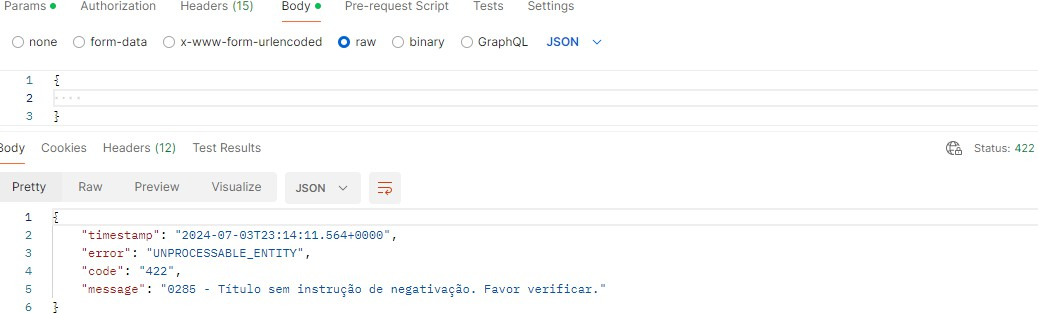 Params Authorization Headers (15) Body Pre-request Script Tests Settings
none form-data x-www-form-urlencoded raw binary GraphQL JSON
1 {
2
3 }
Body Cookies Headers (12) Test Results Status: 422
Pretty Raw Preview Visualize JSON
1 {
2 "timestamp": "2024-07-03T23:14:11.564+0000",
3 "error": "UNPROCESSABLE_ENTITY",
4 "code": "422",
5 "message": "0285 - Título sem instrução de negativação. Favor verificar."
6 }